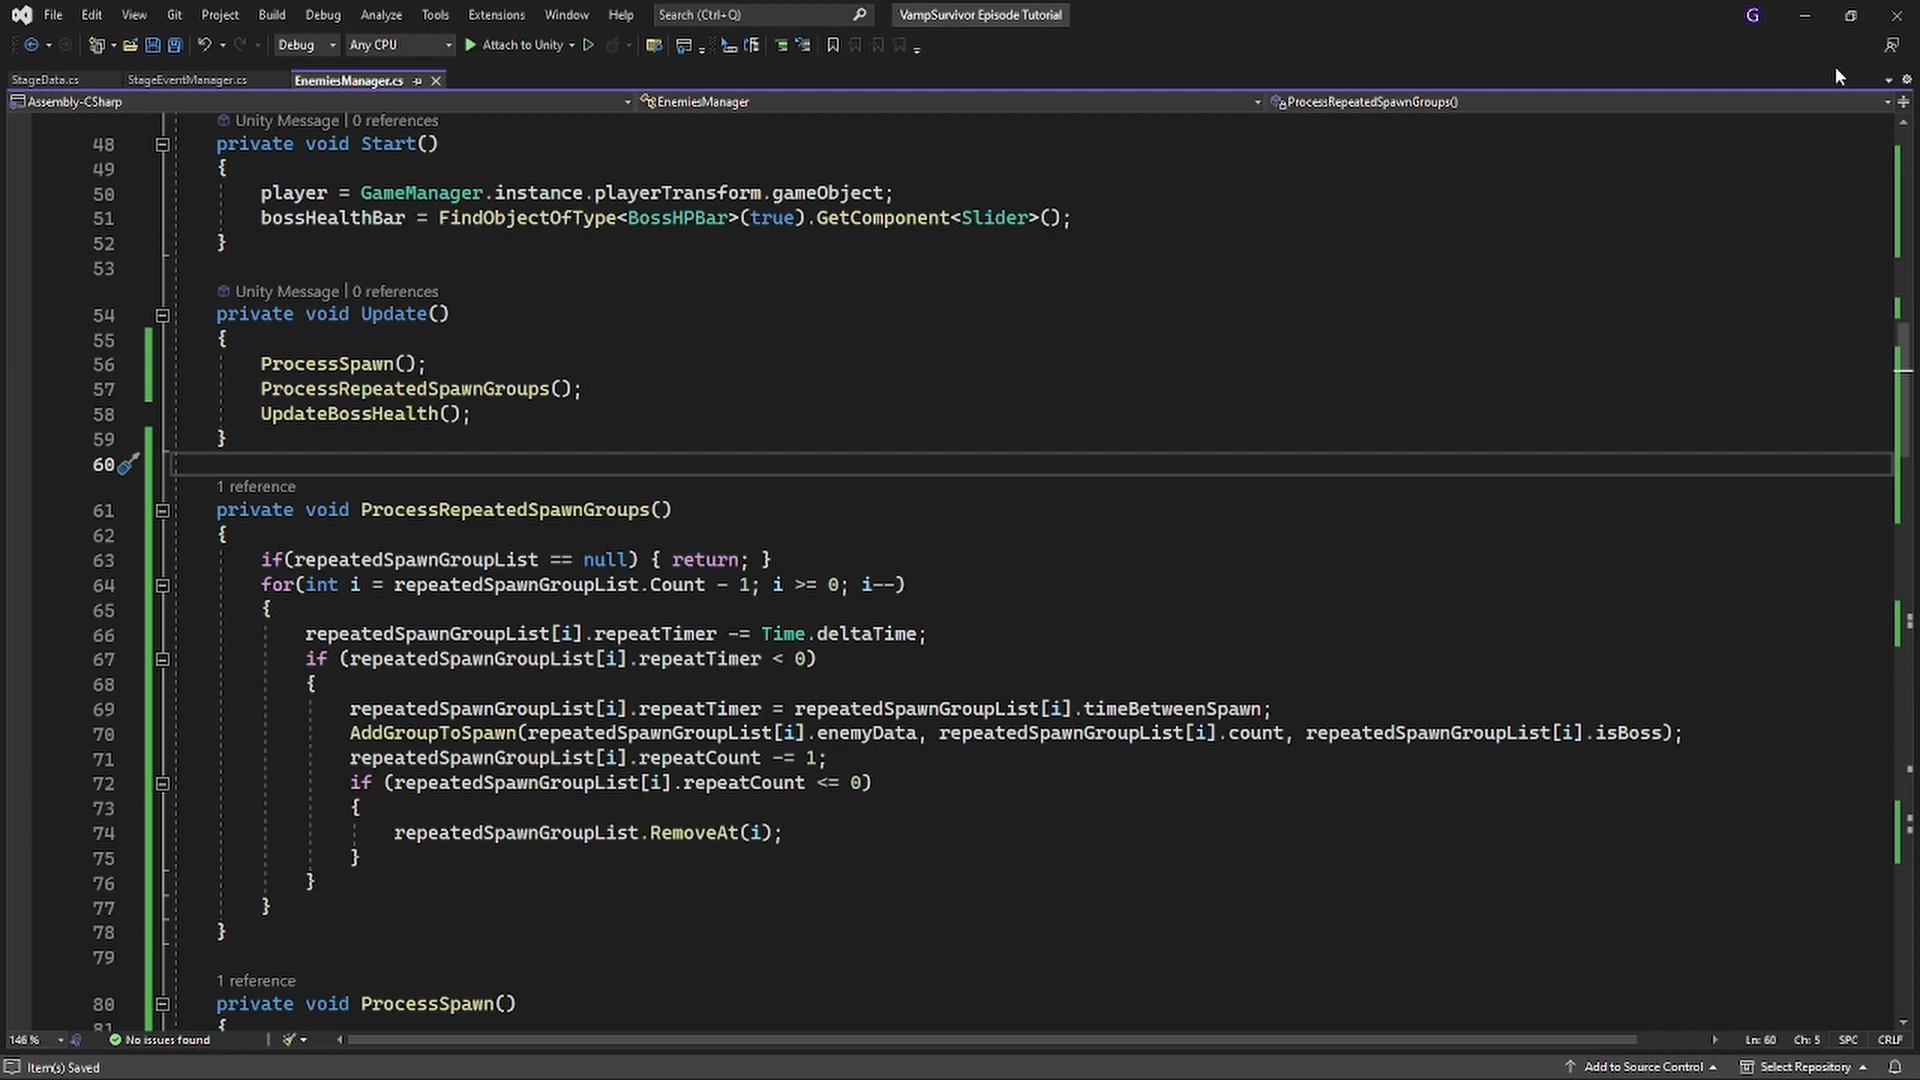 File Edit View Git Project Build Debug Analyze Tools Extensions Window Help Search (Ctrl+Q) VampSurvivor Episode Tutorial G
Debug Any CPU Attach to Unity
StageData.cs StageEventManager.cs EnemiesManager.cs
Assembly-CSharp EnemiesManager ProcessRepeatedSpawnGroups()
Unity Message | 0 references
48 private void Start()
49 {
50 player = GameManager.instance.playerTransform.gameObject;
51 bossHealthBar = FindObjectOfType<BossHPBar>(true).GetComponent<Slider>();
52 }
53
Unity Message | 0 references
54 private void Update()
55 {
56 ProcessSpawn();
57 ProcessRepeatedSpawnGroups();
58 UpdateBossHealth();
59 }
60
1 reference
61 private void ProcessRepeatedSpawnGroups()
62 {
63 if(repeatedSpawnGroupList == null) { return; }
64 for(int i = repeatedSpawnGroupList.Count - 1; i >= 0; i--)
65 {
66 repeatedSpawnGroupList[i].repeatTimer -= Time.deltaTime;
67 if (repeatedSpawnGroupList[i].repeatTimer < 0)
68 {
69 repeatedSpawnGroupList[i].repeatTimer = repeatedSpawnGroupList[i].timeBetweenSpawn;
70 AddGroupToSpawn(repeatedSpawnGroupList[i].enemyData, repeatedSpawnGroupList[i].count, repeatedSpawnGroupList[i].isBoss);
71 repeatedSpawnGroupList[i].repeatCount -= 1;
72 if (repeatedSpawnGroupList[i].repeatCount <= 0)
73 {
74 repeatedSpawnGroupList.RemoveAt(i);
75 }
76 }
77 }
78 }
79
1 reference
80 private void ProcessSpawn()
81 {
146 % No issues found Ln: 60 Ch: 5 SPC CRLF
Item(s) Saved Add to Source Control Select Repository